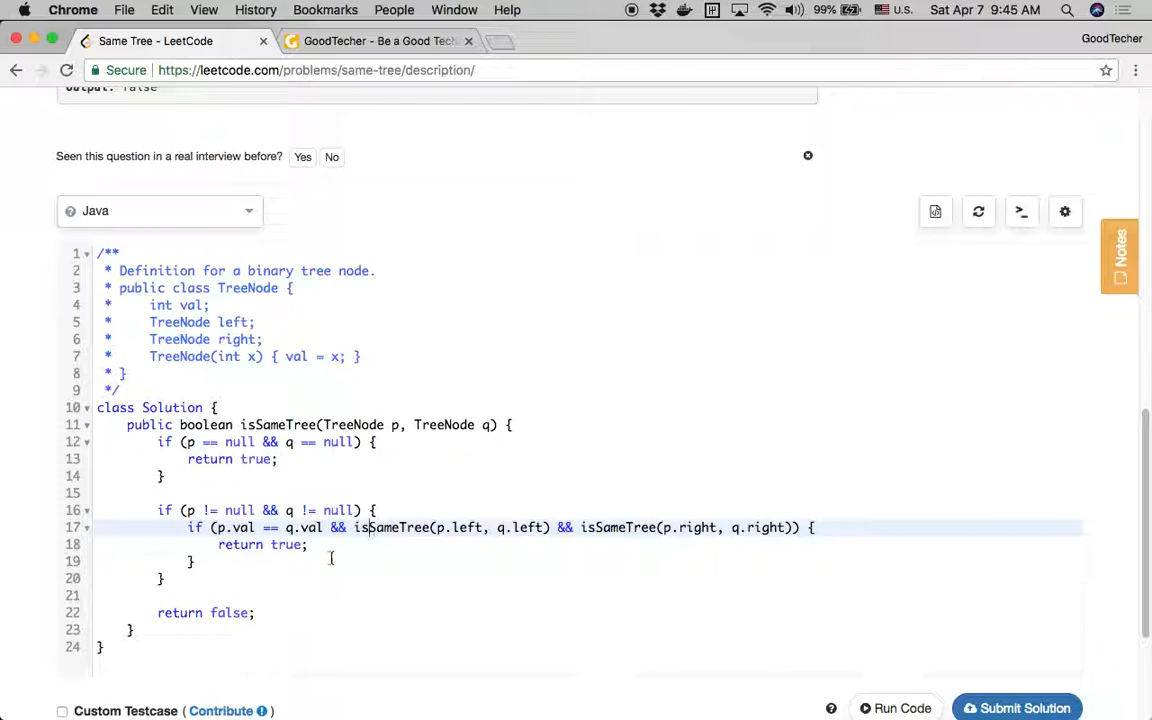 Chrome File Edit View History Bookmarks People Window Help 99% U.S. Sat Apr 7 9:45 AM
Same Tree - LeetCode GoodTecher - Be a Good Tech GoodTecher
Secure https://leetcode.com/problems/same-tree/description/
Output: false
Seen this question in a real interview before? Yes No
Java
Notes
1 /**
2 * Definition for a binary tree node.
3 * public class TreeNode {
4 * int val;
5 * TreeNode left;
6 * TreeNode right;
7 * TreeNode(int x) { val = x; }
8 * }
9 */
10 class Solution {
11 public boolean isSameTree(TreeNode p, TreeNode q) {
12 if (p == null && q == null) {
13 return true;
14 }
15
16 if (p != null && q != null) {
17 if (p.val == q.val && isSameTree(p.left, q.left) && isSameTree(p.right, q.right)) {
18 return true;
19 }
20 }
21
22 return false;
23 }
24 }
Custom Testcase ( Contribute ) Run Code Submit Solution